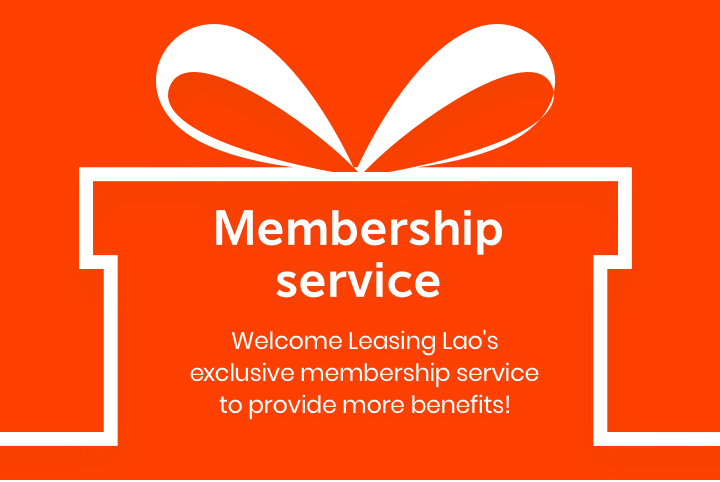 Membership
service
Welcome Leasing Lao's
exclusive membership service
to provide more benefits!